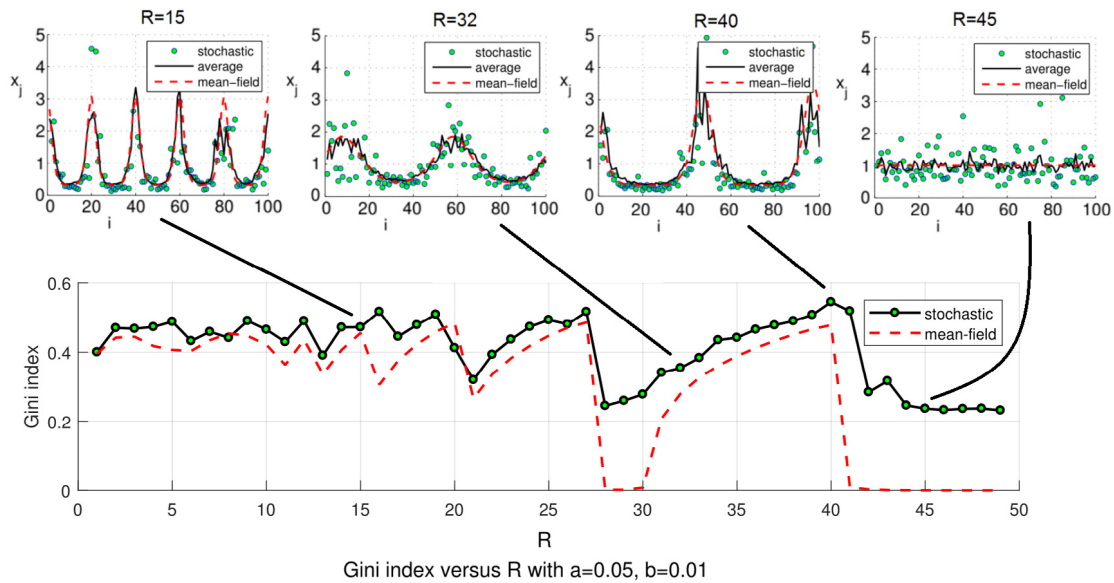 R=15
R=32
R=40
R=45
5
4
3
2
1
0
x_j
stochastic
average
mean-field
0
20
40
60
80
100
i
5
4
3
2
1
0
x_j
stochastic
average
mean-field
0
20
40
60
80
100
i
5
4
3
2
1
0
x_j
stochastic
average
mean-field
0
20
40
60
80
100
i
5
4
3
2
1
0
x_j
stochastic
average
mean-field
0
20
40
60
80
100
i
0.6
0.4
0.2
0
Gini index
stochastic
mean-field
0
5
10
15
20
25
30
35
40
45
50
R
Gini index versus R with a=0.05, b=0.01